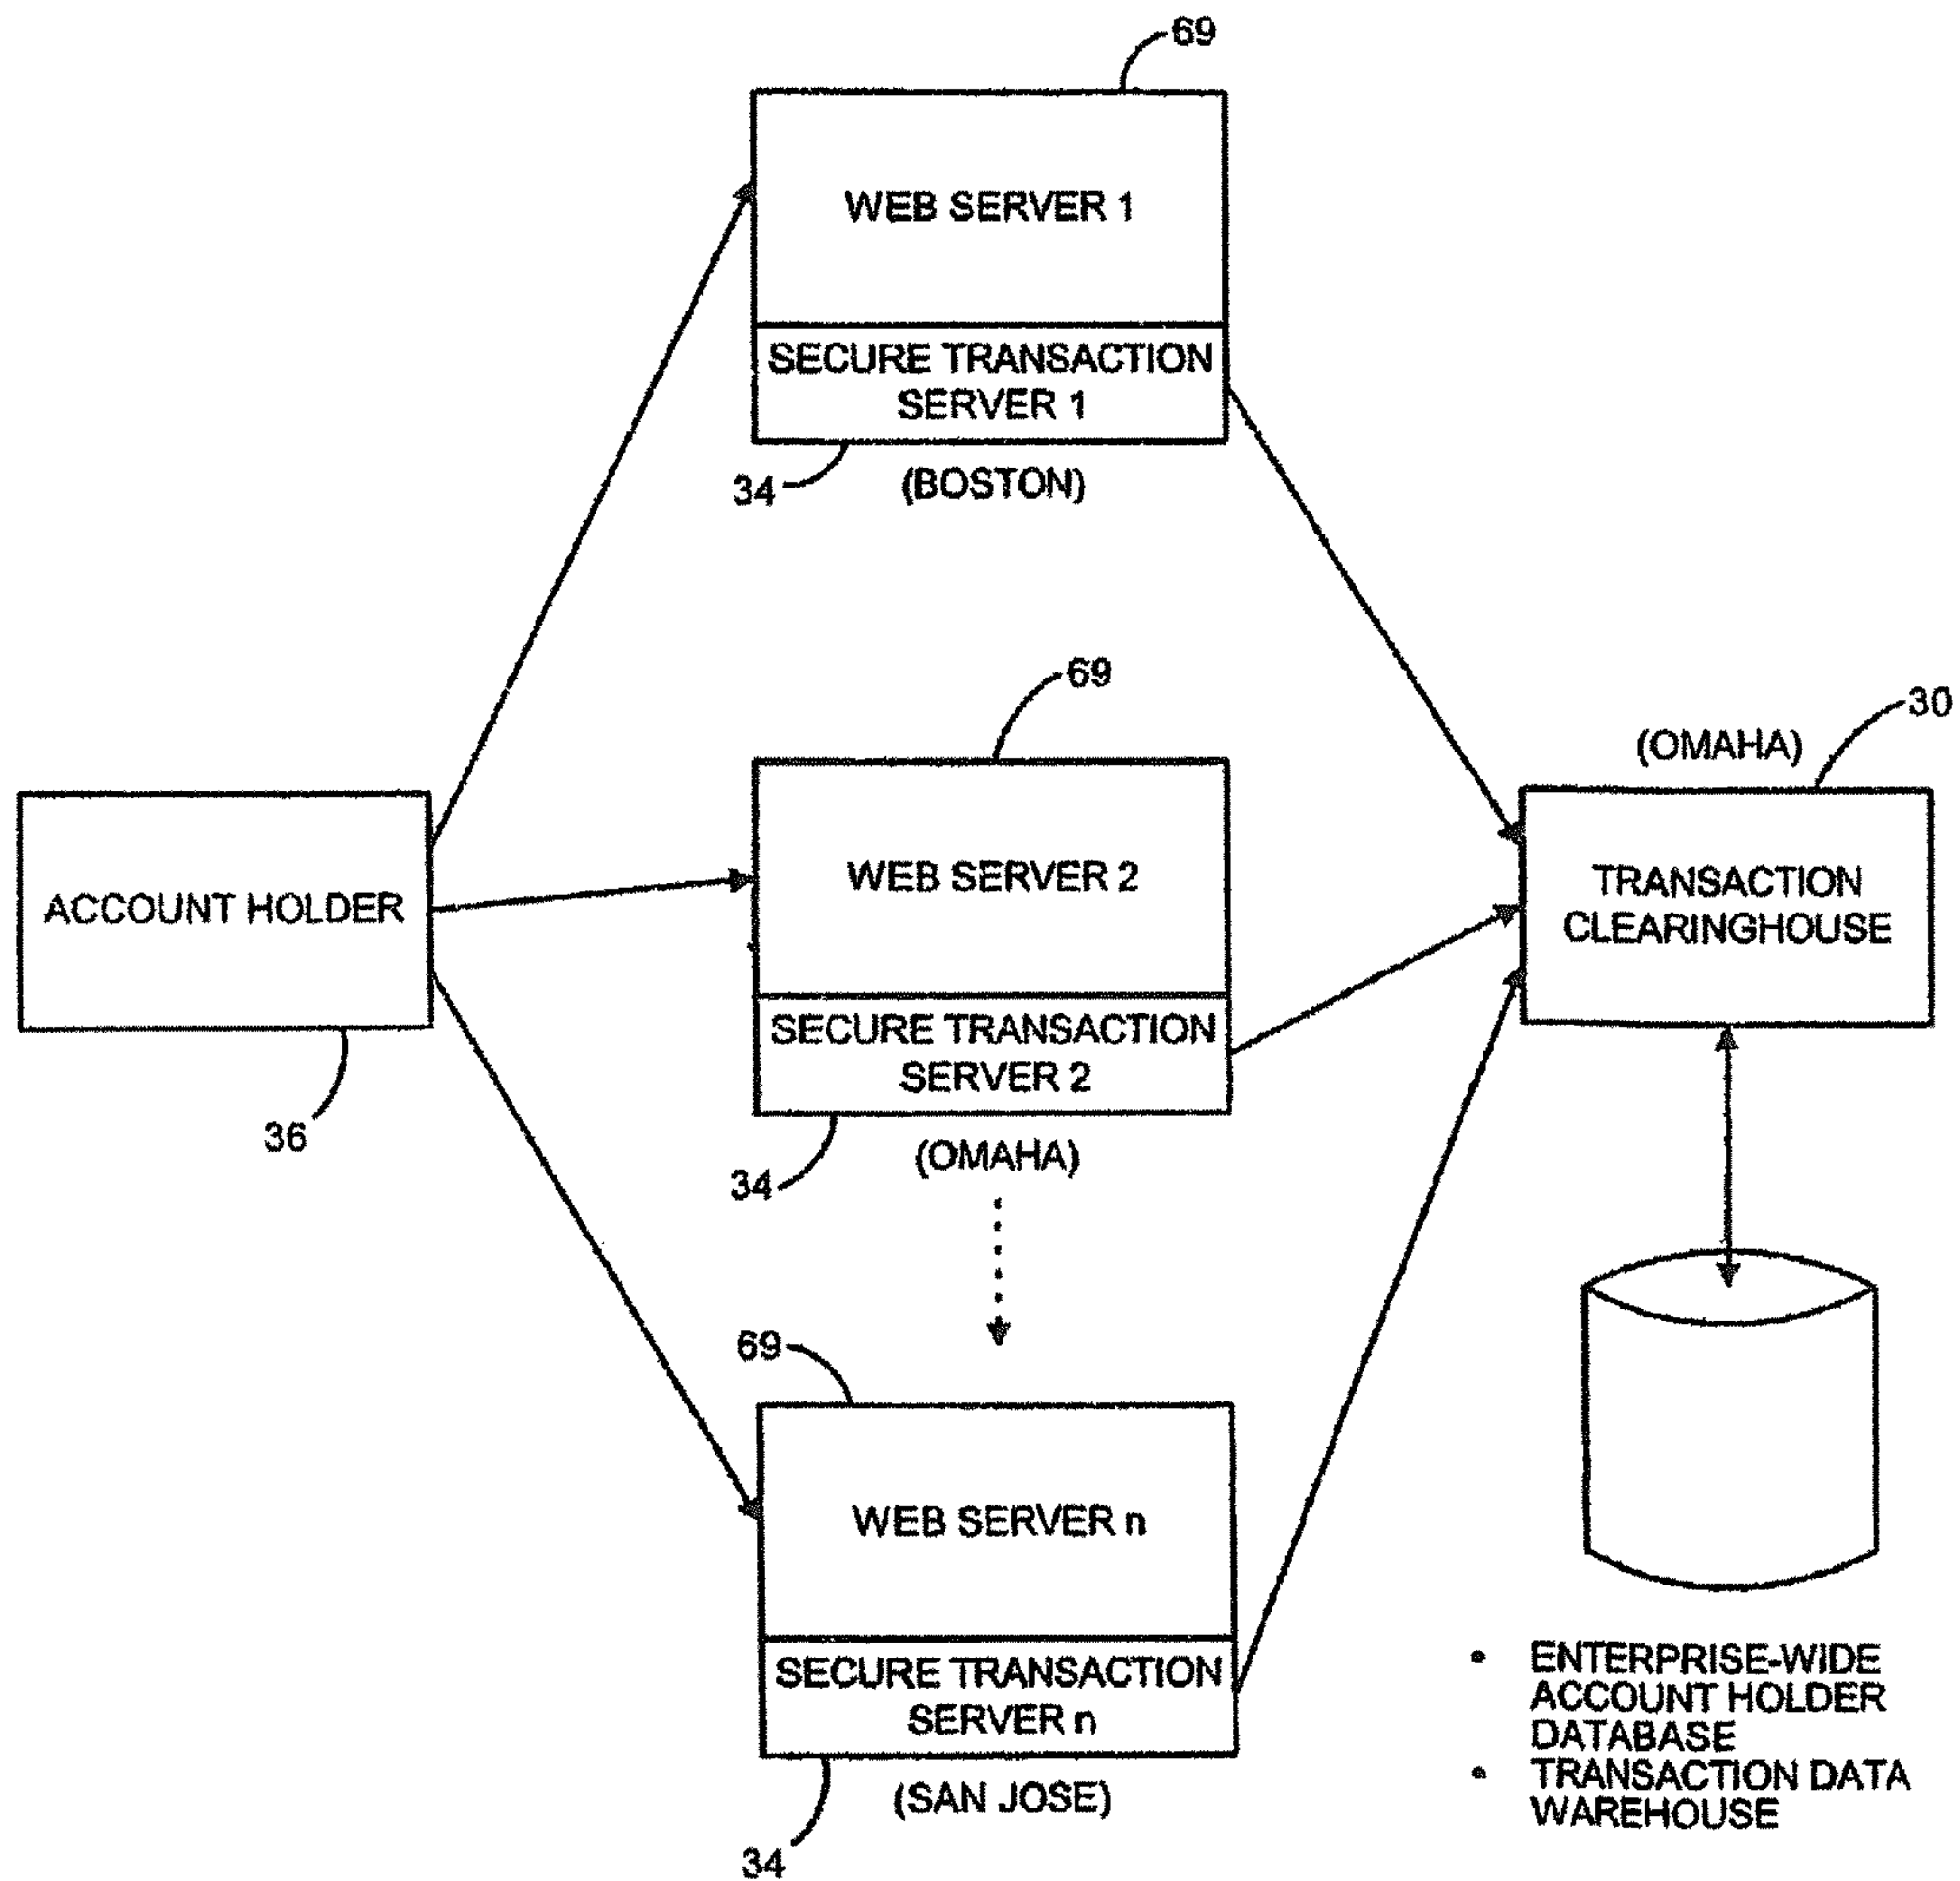 69
WEB SERVER 1
SECURE TRANSACTION
SERVER 1
34
(BOSTON)
69
30
(OMAHA)
ACCOUNT HOLDER
WEB SERVER 2
TRANSACTION
CLEARINGHOUSE
SECURE TRANSACTION
SERVER 2
36
34
(OMAHA)
69
WEB SERVER n
SECURE TRANSACTION
SERVER n
(SAN JOSE)
34
• ENTERPRISE-WIDE
ACCOUNT HOLDER
DATABASE
• TRANSACTION DATA
WAREHOUSE